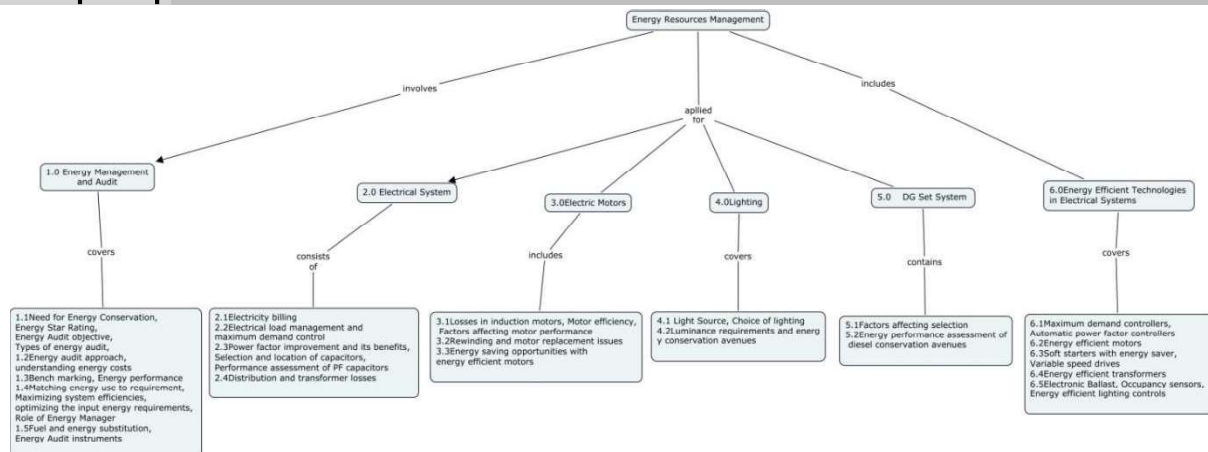 Energy Resources Management
involves
apllied
for
includes
1.0 Energy Management
and Audit
2.0 Electrical System
3.0Electric Motors
4.0Lighting
5.0 DG Set System
6.0Energy Efficient Technologies
in Electrical Systems
covers
consists
of
includes
covers
contains
covers
1.1Need for Energy Conservation,
Energy Star Rating,
Energy Audit objective,
Types of energy audit,
1.2Energy audit approach,
understanding energy costs
1.3Bench marking, Energy performance
1.4Matching energy use to requirement,
Maximizing system efficiencies,
optimizing the input energy requirements,
Role of Energy Manager
1.5Fuel and energy substitution,
Energy Audit instruments
2.1Electricity billing
2.2Electrical load management and
maximum demand control
2.3Power factor improvement and its benefits,
Selection and location of capacitors,
Performance assessment of PF capacitors
2.4Distribution and transformer losses
3.1Losses in induction motors, Motor efficiency,
Factors affecting motor performance
3.2Rewinding and motor replacement issues
3.3Energy saving opportunities with
energy efficient motors
4.1 Light Source, Choice of lighting
4.2Luminance requirements and energ
y conservation avenues
5.1Factors affecting selection
5.2Energy performance assessment of
diesel conservation avenues
6.1Maximum demand controllers,
Automatic power factor controllers
6.2Energy efficient motors
6.3Soft starters with energy saver,
Variable speed drives
6.4Energy efficient transformers
6.5Electronic Ballast, Occupancy sensors,
Energy efficient lighting controls